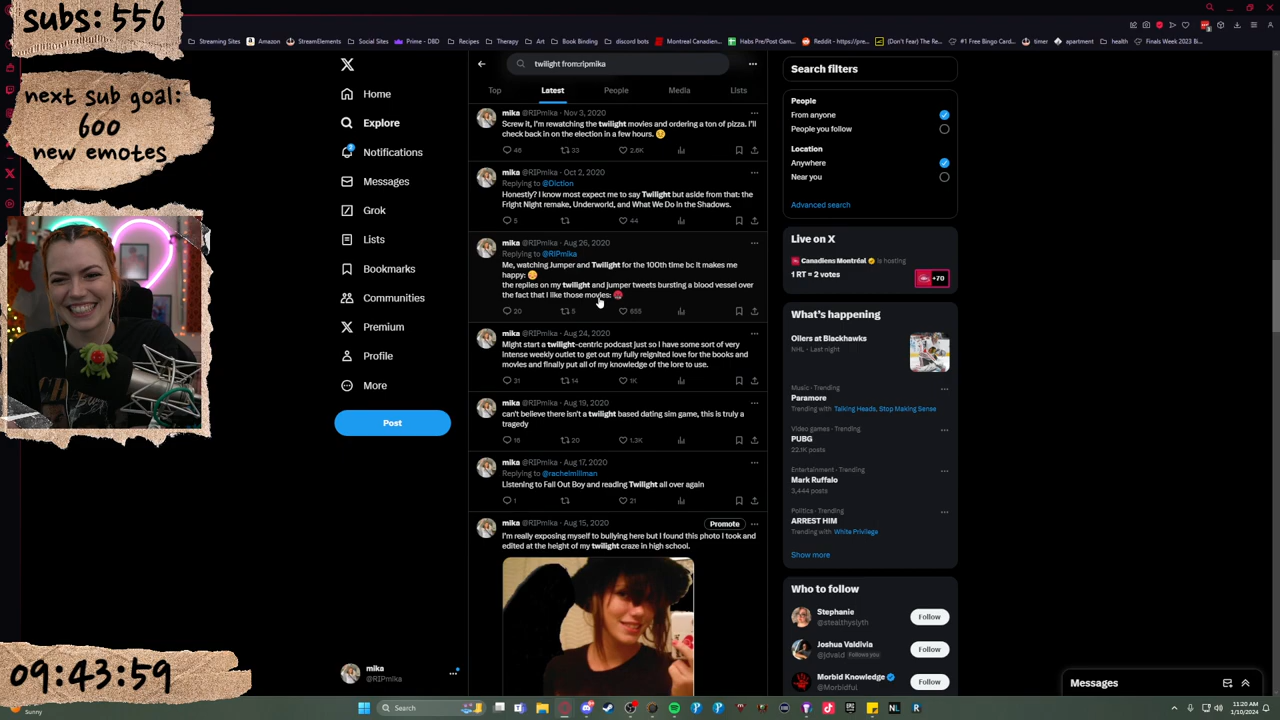 subs: 556
next sub goal:
600
new emotes
09:43:59
Streaming Sites
Amazon
StreamElements
Social Sites
Prime - DBD
Recipes
Therapy
Art
Book Binding
discord bots
Montreal Canadien...
Habs Pre/Post Gam...
Reddit - https://pre...
(Don't Fear) The Re...
#1 Free Bingo Card...
timer
apartment
health
Finals Week 2023 Bi...
Home
Explore
2
Notifications
Messages
Grok
Lists
Bookmarks
Communities
Premium
Profile
More
Post
mika
@RIPmika
twilight from:ripmika
Top
Latest
People
Media
Lists
mika @RIPmika · Nov 3, 2020
Screw it, I'm rewatching the twilight movies and ordering a ton of pizza. I'll
check back in on the election in a few hours.
48 33 2.8K
mika @RIPmika · Oct 2, 2020
Replying to @Diction
Honestly? I know most expect me to say Twilight but aside from that: the
Fright Night remake, Underworld, and What We Do In the Shadows.
5 44
mika @RIPmika · Aug 26, 2020
Replying to @RIPmika
Me, watching Jumper and Twilight for the 100th time bc it makes me
happy:
the replies on my twilight and jumper tweets bursting a blood vessel over
the fact that I like those movies:
20 5 655
mika @RIPmika · Aug 24, 2020
Might start a twilight-centric podcast just so I have some sort of very
intense weekly outlet to get out my fully reignited love for the books and
movies and finally put all of my knowledge of the lore to use.
31 14 1K
mika @RIPmika · Aug 19, 2020
can't believe there isn't a twilight based dating sim game, this is truly a
tragedy
16 20 1.3K
mika @RIPmika · Aug 17, 2020
Replying to @rachelmillman
Listening to Fall Out Boy and reading Twilight all over again
1 21
mika @RIPmika · Aug 15, 2020
Promote
I'm really exposing myself to bullying here but I found this photo I took and
edited at the height of my twilight craze in high school.
Search filters
People
From anyone
People you follow
Location
Anywhere
Near you
Advanced search
Live on X
Canadiens Montréal is hosting
1 RT = 2 votes
+70
What's happening
Oilers at Blackhawks
NHL · Last night
Music · Trending
Paramore
Trending with Talking Heads, Stop Making Sense
Video games · Trending
PUBG
22.1K posts
Entertainment · Trending
Mark Ruffalo
3,444 posts
Politics · Trending
ARREST HIM
Trending with White Privilege
Show more
Who to follow
Stephanie
@stealthyslyth
Follow
Joshua Valdivia
@jdvald Follows you
Follow
Morbid Knowledge
@Morbidful
Follow
Messages
Sunny
Search
11:20 AM
1/10/2024